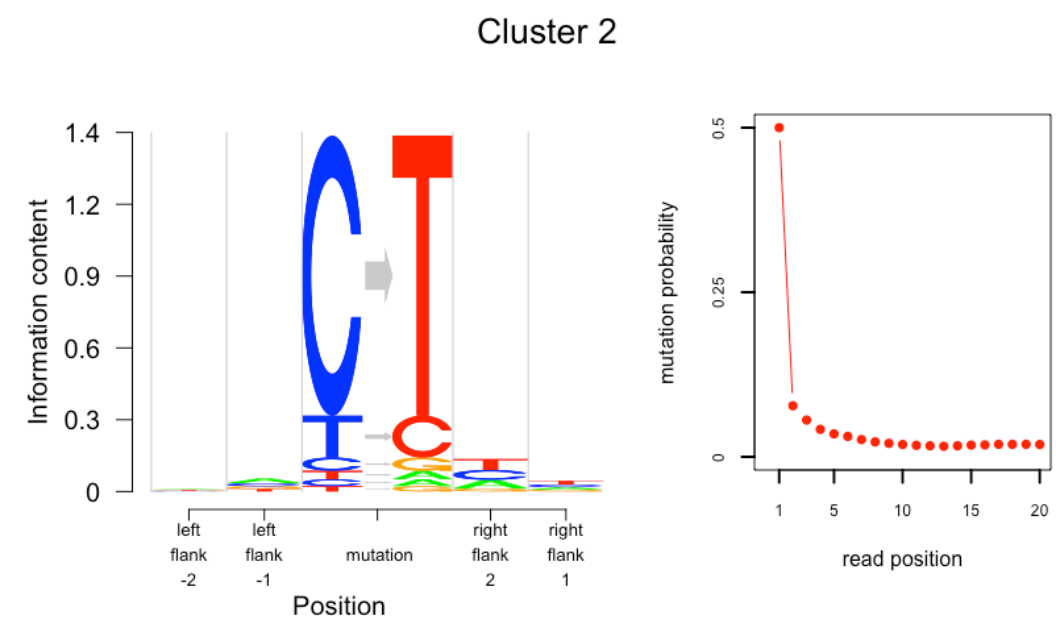 Cluster 2
Information content
1.4
1.2
0.9
0.6
0.3
0
C T
T C
C G
T A
C A
T G
T
C
A
G
left flank -2
left flank -1
mutation
right flank 2
right flank 1
Position
mutation probability
0.5
0.25
0
1 5 10 15 20
read position